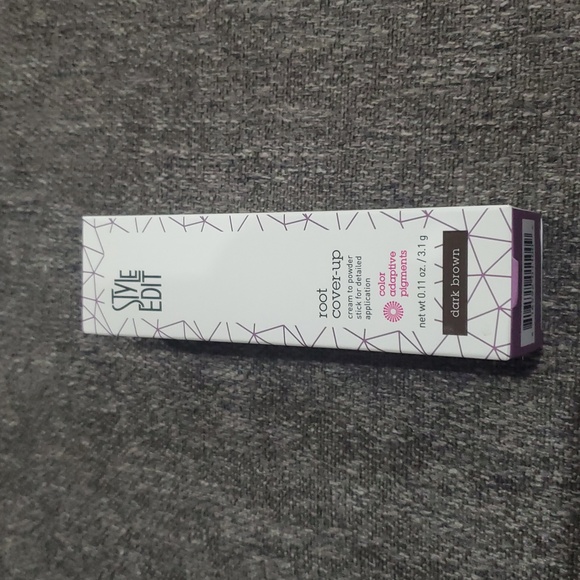 STYLE
EDIT
root
cover-up
cream to powder
stick for detailed
application
color
adaptive
pigments
net wt 0.11 oz. / 3.1 g
dark brown